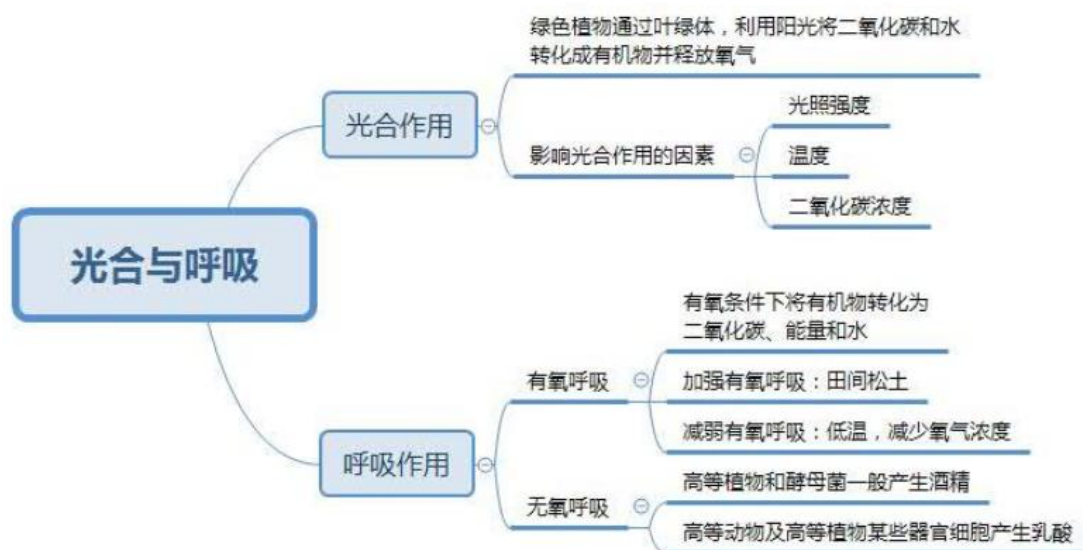 绿色植物通过叶绿体，利用阳光将二氧化碳和水
转化成有机物并释放氧气
光合作用
光照强度
影响光合作用的因素
温度
二氧化碳浓度
光合与呼吸
有氧条件下将有机物转化为
二氧化碳、能量和水
有氧呼吸
加强有氧呼吸：田间松土
减弱有氧呼吸：低温，减少氧气浓度
呼吸作用
高等植物和酵母菌一般产生酒精
无氧呼吸
高等动物及高等植物某些器官细胞产生乳酸